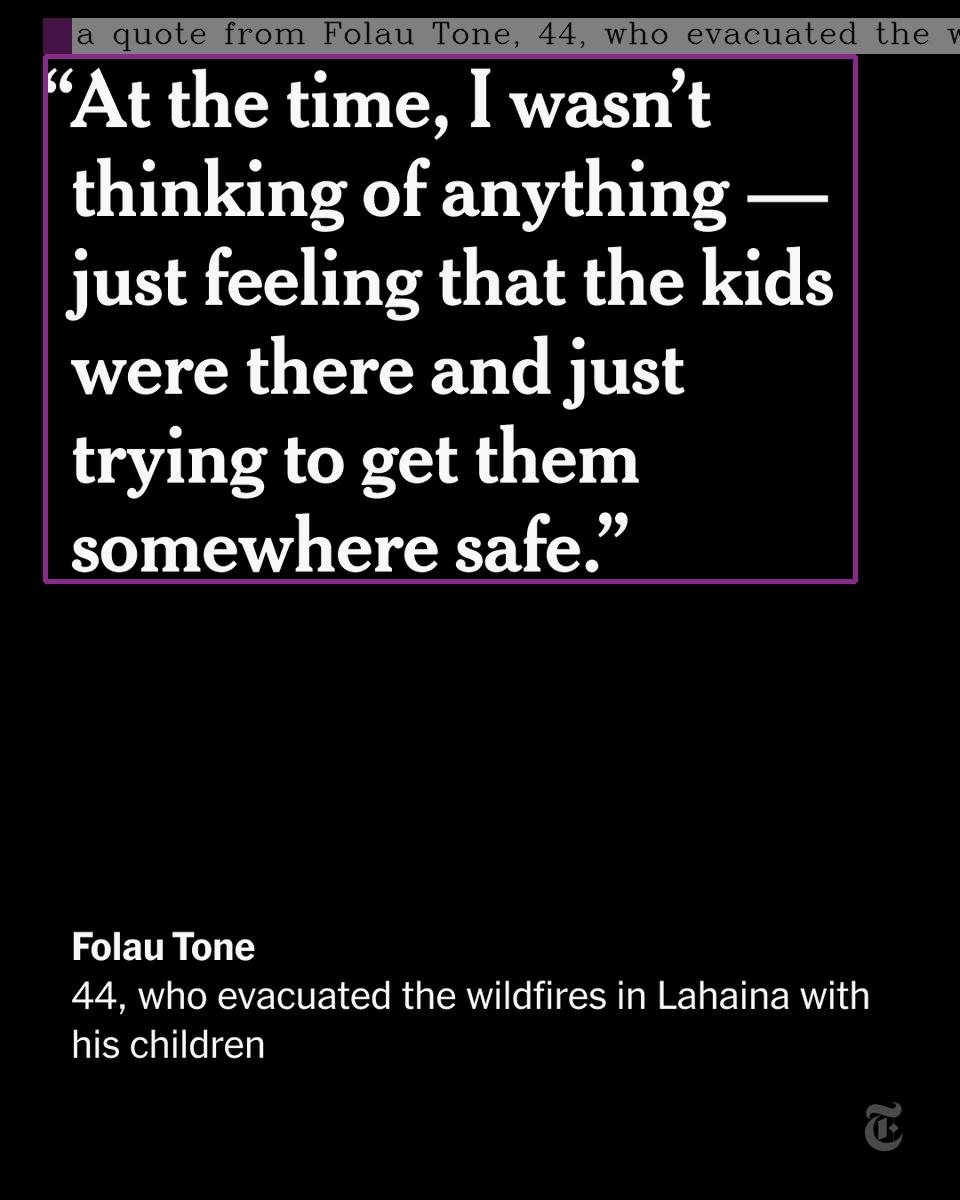 a quote from Folau Tone, 44, who evacuated the w
“At the time, I wasn’t
thinking of anything —
just feeling that the kids
were there and just
trying to get them
somewhere safe.”
Folau Tone
44, who evacuated the wildfires in Lahaina with
his children
T